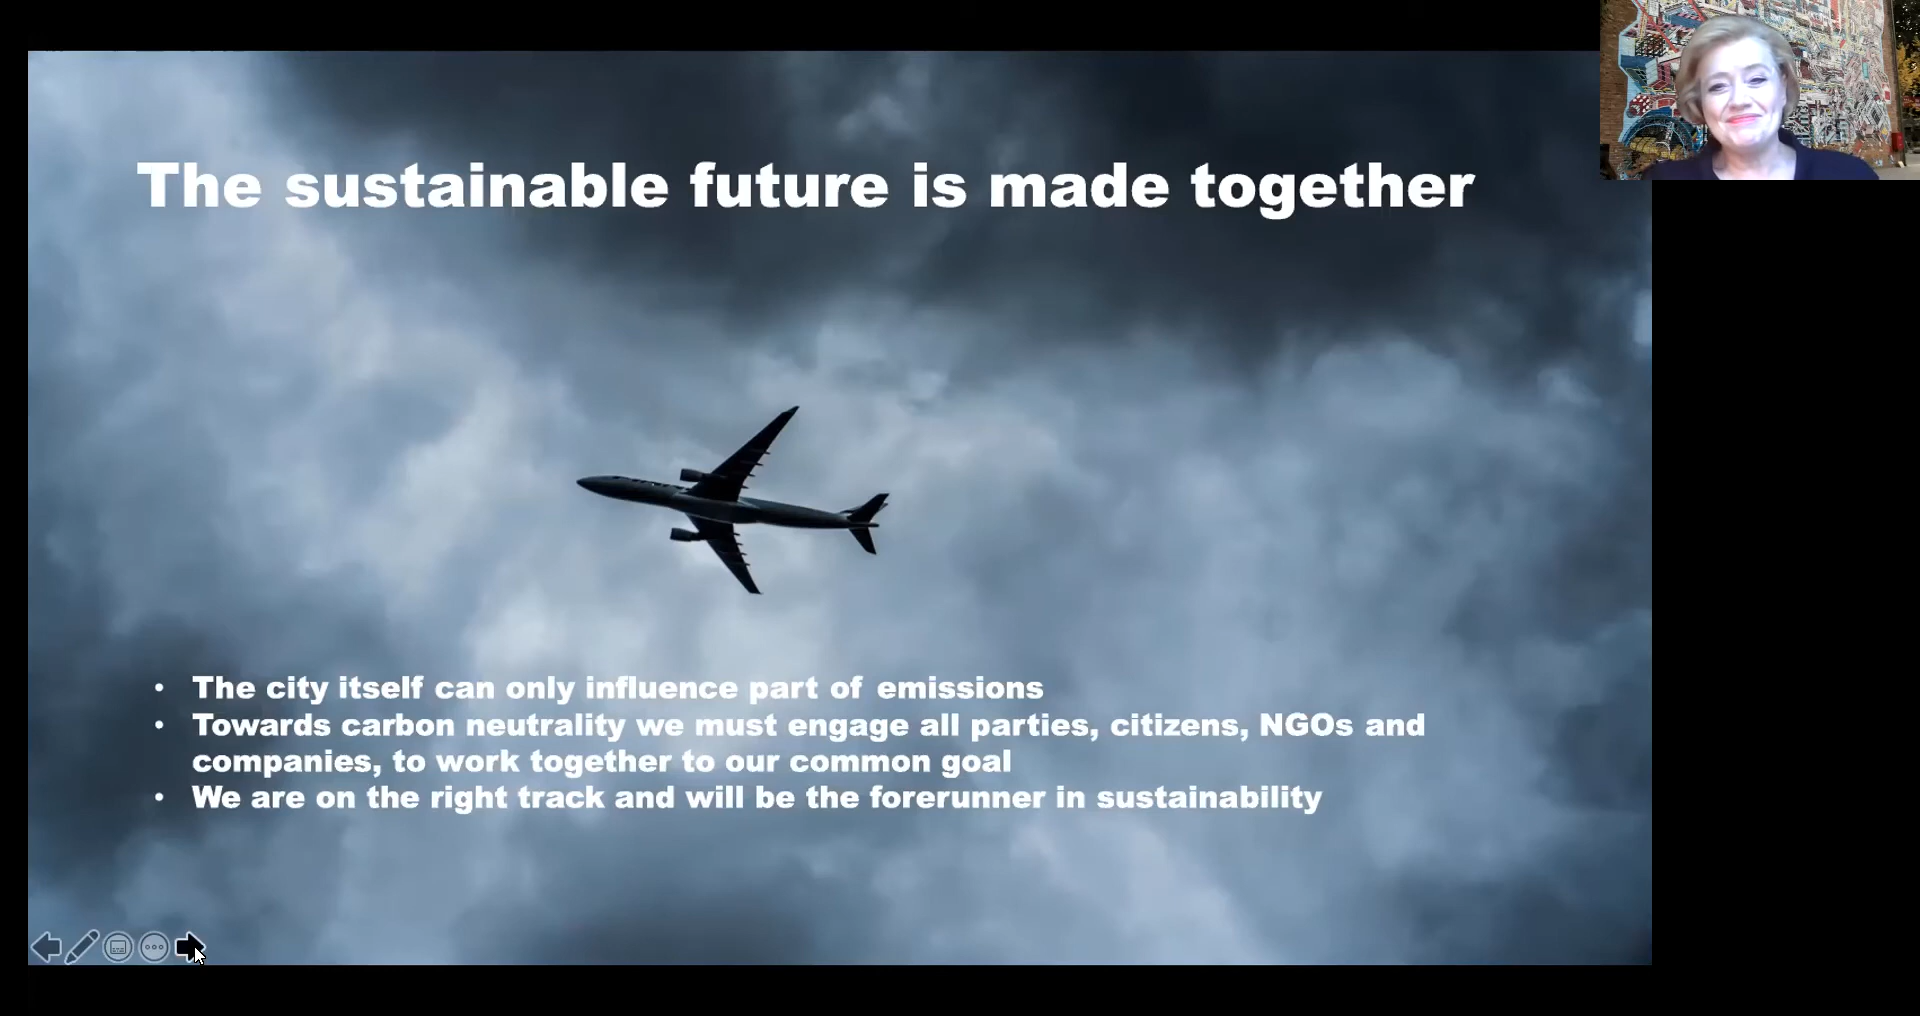 The sustainable future is made together
• The city itself can only influence part of emissions
• Towards carbon neutrality we must engage all parties, citizens, NGOs and
companies, to work together to our common goal
• We are on the right track and will be the forerunner in sustainability